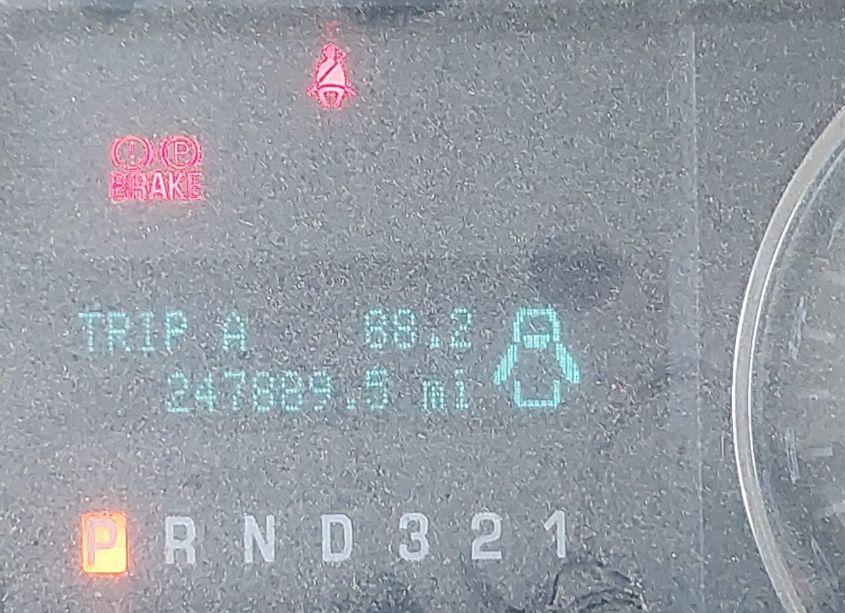 BRAKE
TRIP A 68.2
247889.5 mi
P R N D 3 2 1